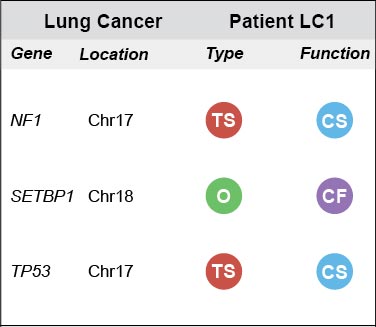 Lung Cancer Patient LC1
Gene Location Type Function
NF1 Chr17 TS CS
SETBP1 Chr18 O CF
TP53 Chr17 TS CS